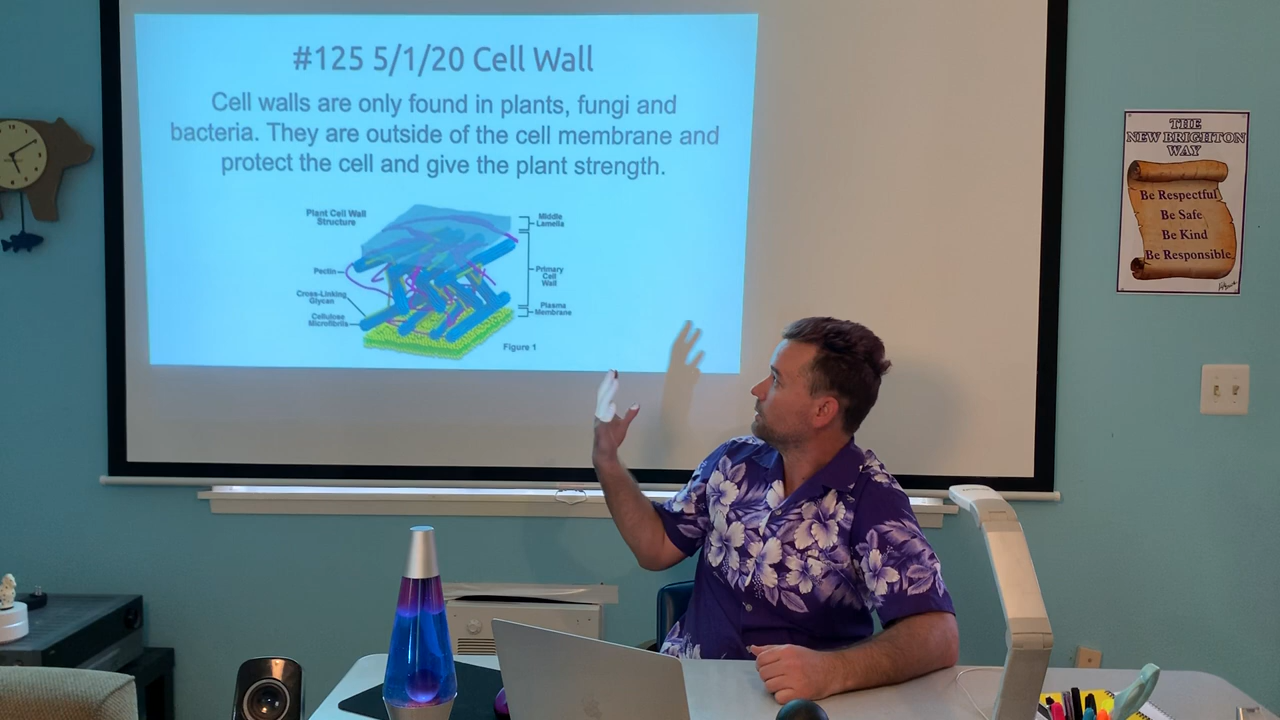 #125 5/1/20 Cell Wall
Cell walls are only found in plants, fungi and
bacteria. They are outside of the cell membrane and
protect the cell and give the plant strength.
Plant Cell Wall
Structure
Middle
Lamella
Pectin
Primary
Cell
Wall
Cross-Linking
Glycan
Plasma
Membrane
Cellulose
Microfibrils
Figure 1
THE
NEW BRIGHTON
WAY
Be Respectful
Be Safe
Be Kind
Be Responsible